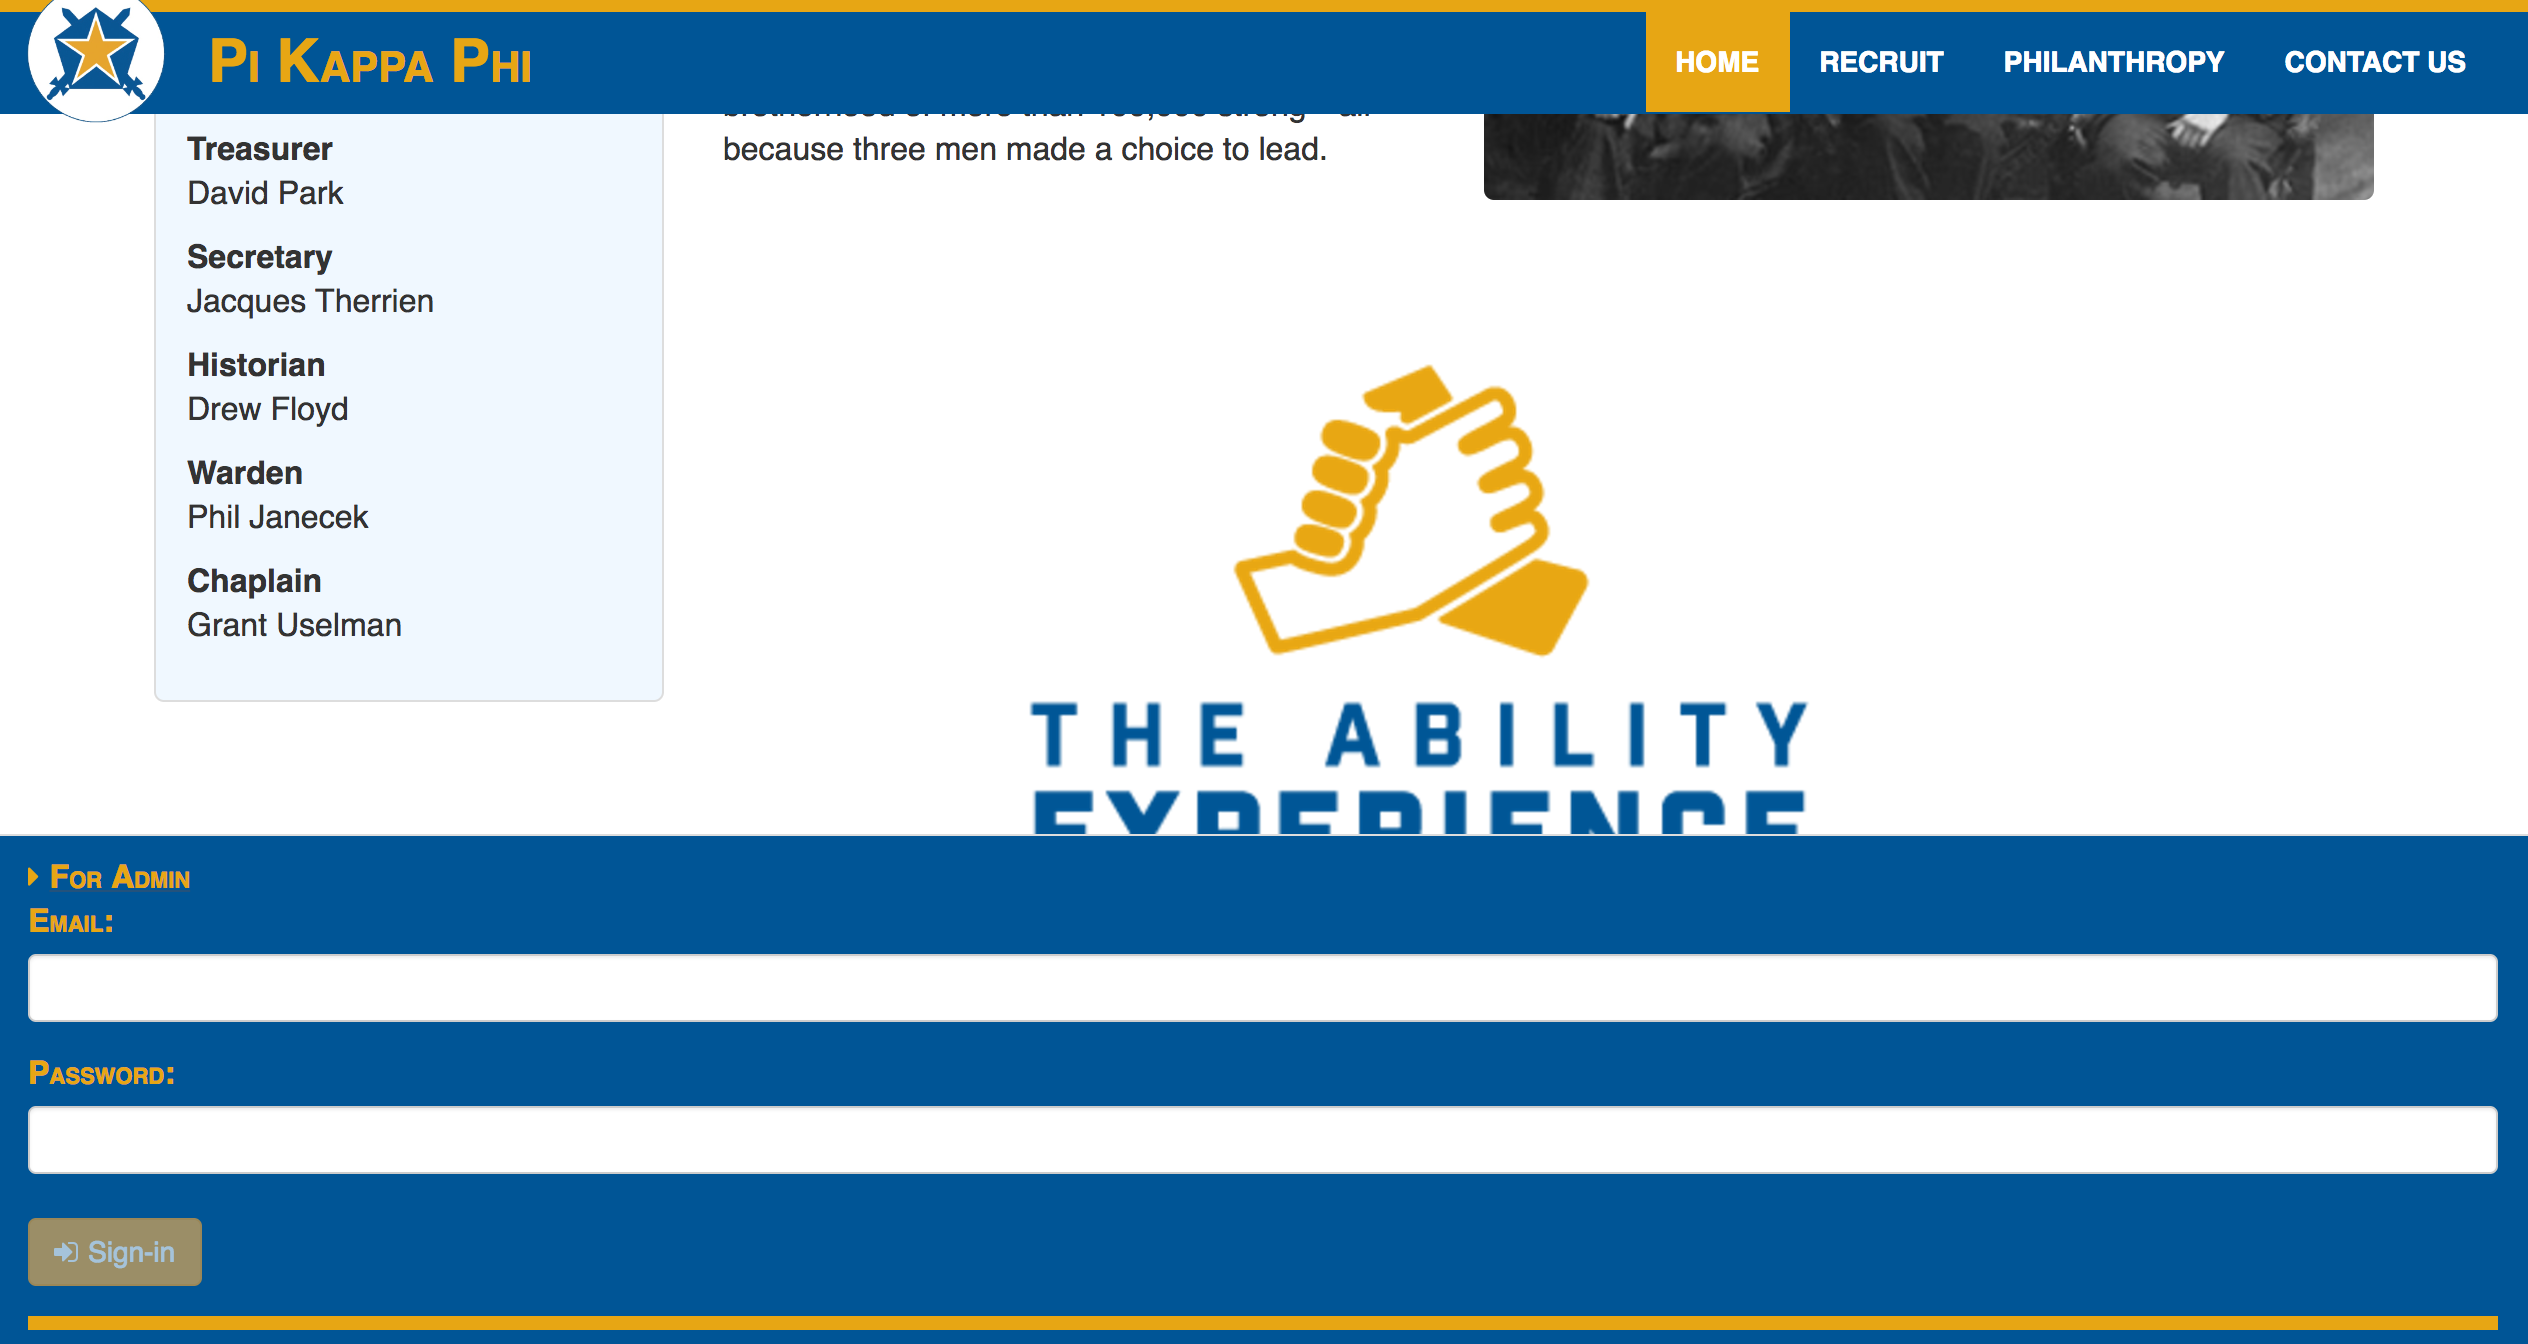 Pi Kappa Phi
HOME RECRUIT PHILANTHROPY CONTACT US
Treasurer
David Park
Secretary
Jacques Therrien
Historian
Drew Floyd
Warden
Phil Janecek
Chaplain
Grant Uselman
because three men made a choice to lead.
THE ABILITY
EXPERIENCE
For Admin
Email:
Password:
Sign-in